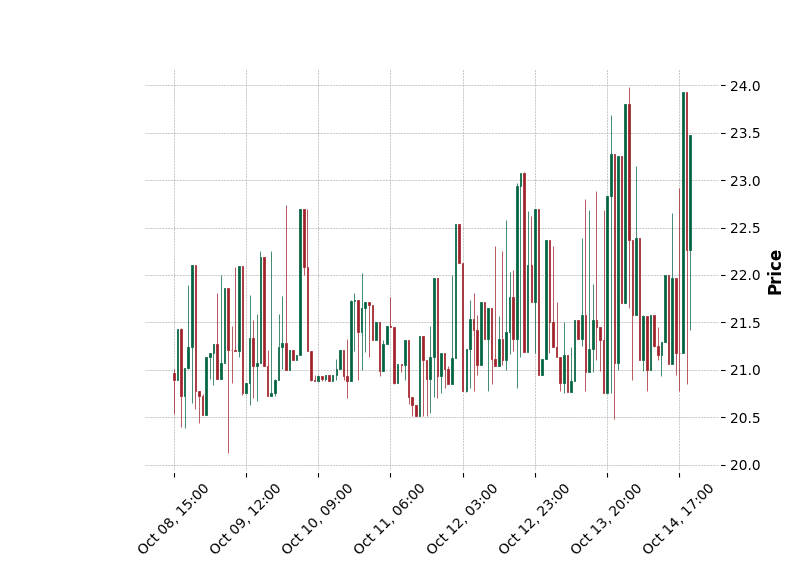 24.0
23.5
23.0
22.5
22.0
21.5
21.0
20.5
20.0
Price
Oct 08, 15:00
Oct 09, 12:00
Oct 10, 09:00
Oct 11, 06:00
Oct 12, 03:00
Oct 12, 23:00
Oct 13, 20:00
Oct 14, 17:00